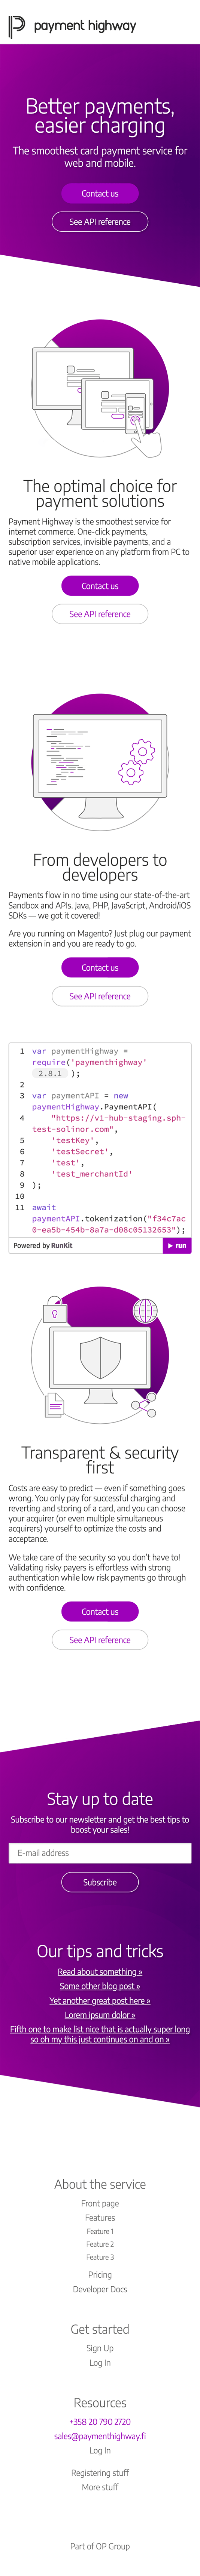 payment highway
Better payments,
easier charging
The smoothest card payment service for
web and mobile.
Contact us
See API reference
The optimal choice for
payment solutions
Payment Highway is the smoothest service for
internet commerce. One-click payments,
subscription services, invisible payments, and a
superior user experience on any platform from PC to
native mobile applications.
Contact us
See API reference
From developers to
developers
Payments flow in no time using our state-of-the-art
Sandbox and APIs. Java, PHP, JavaScript, Android/iOS
SDKs — we got it covered!
Are you running on Magento? Just plug our payment
extension in and you are ready to go.
Contact us
See API reference
1 var paymentHighway =
require('paymenthighway'
2.8.1 );
2
3 var paymentAPI = new
paymentHighway.PaymentAPI(
4 "https://v1-hub-staging.sph-
test-solinor.com",
5 'testKey',
6 'testSecret',
7 'test',
8 'test_merchantId'
9 );
10
11 await
paymentAPI.tokenization("f34c7ac
0-ea5b-454b-8a7a-d08c05132653");
Powered by RunKit
run
Transparent & security
first
Costs are easy to predict — even if something goes
wrong. You only pay for successful charging and
reverting and storing of a card, and you can choose
your acquirer (or even multiple simultaneous
acquirers) yourself to optimize the costs and
acceptance.
We take care of the security so you don't have to!
Validating risky payers is effortless with strong
authentication while low risk payments go through
with confidence.
Contact us
See API reference
Stay up to date
Subscribe to our newsletter and get the best tips to
boost your sales!
E-mail address
Subscribe
Our tips and tricks
Read about something »
Some other blog post »
Yet another great post here »
Lorem ipsum dolor »
Fifth one to make list nice that is actually super long
so oh my this just continues on and on »
About the service
Front page
Features
Feature 1
Feature 2
Feature 3
Pricing
Developer Docs
Get started
Sign Up
Log In
Resources
+358 20 790 2720
sales@paymenthighway.fi
Log In
Registering stuff
More stuff
Part of OP Group